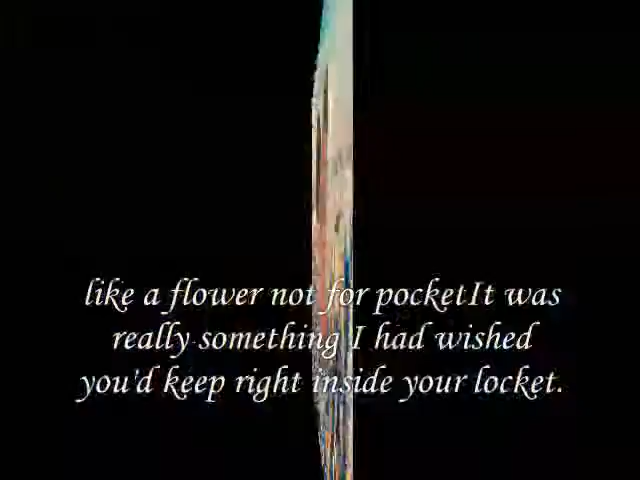 like a flower not for pocketIt was
really something I had wished
you'd keep right inside your locket.